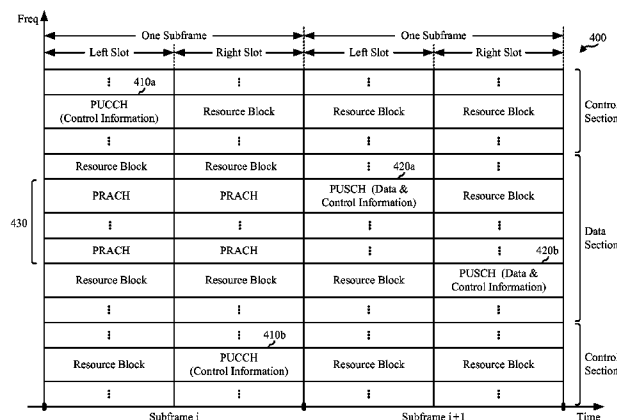 Freq
One Subframe
One Subframe
400
Left Slot
Right Slot
Left Slot
Right Slot
410a
PUCCH
(Control Information)
Resource Block
Resource Block
Resource Block
Control
Section
Resource Block
Resource Block
420a
PRACH
PRACH
PUSCH (Data &
Control Information)
Resource Block
430
Data
Section
PRACH
PRACH
420b
Resource Block
Resource Block
Resource Block
PUSCH (Data &
Control Information)
410b
Resource Block
PUCCH
(Control Information)
Resource Block
Resource Block
Control
Section
Subframe i
Subframe i+1
Time